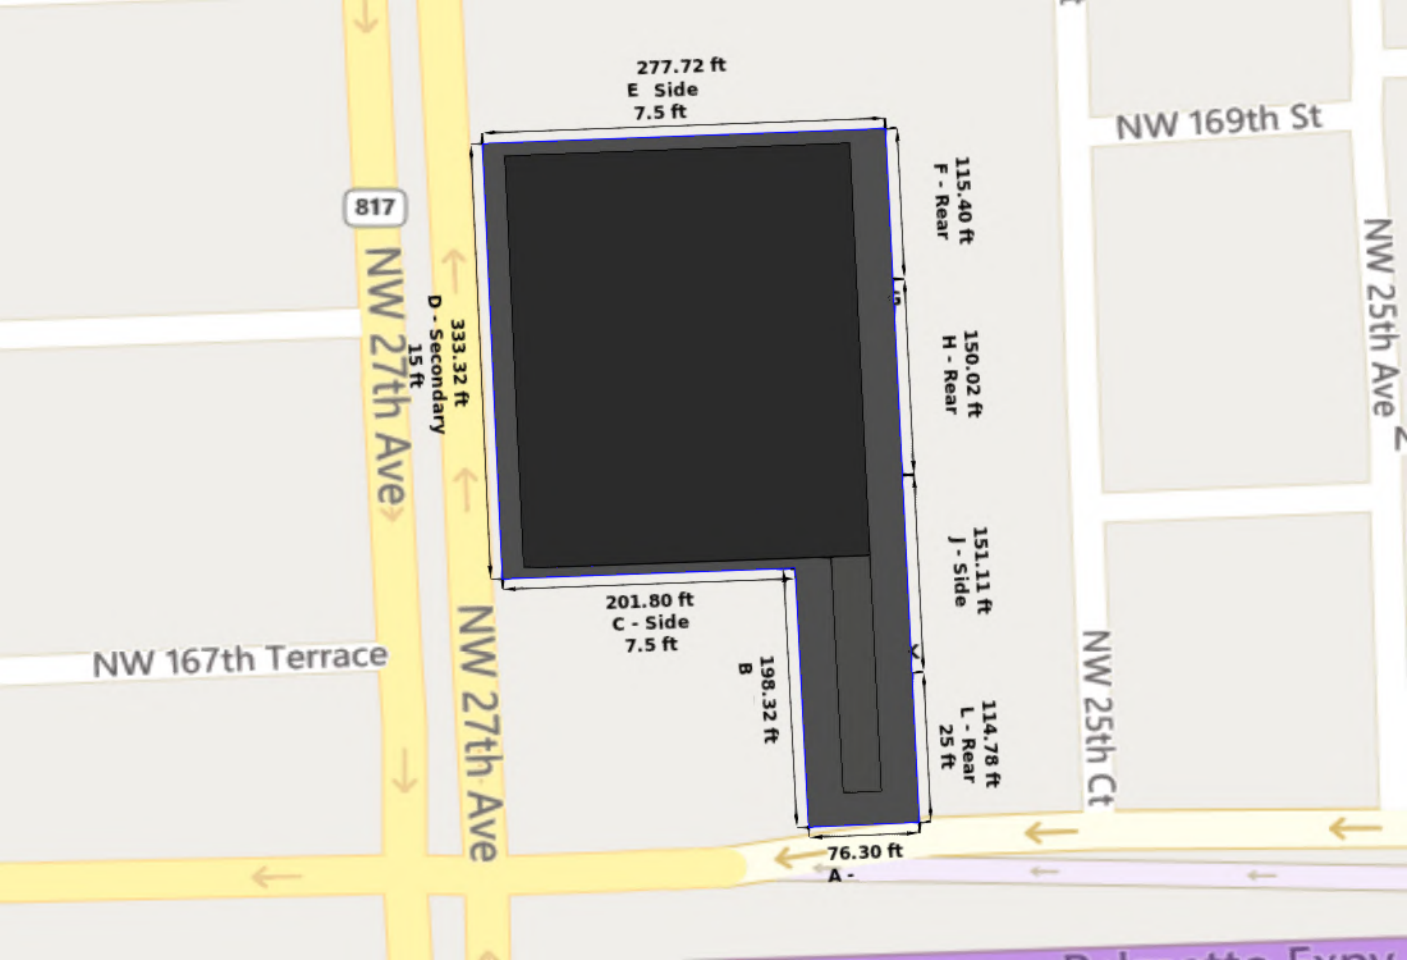 277.72 ft
E Side
7.5 ft
NW 169th St
115.40 ft
F - Rear
817
NW 27th Ave
333.32 ft
D - Secondary
15 ft
150.02 ft
H - Rear
NW 25th Ave
201.80 ft
C - Side
7.5 ft
151.11 ft
J - Side
NW 167th Terrace
198.32 ft
B
NW 27th Ave
114.78 ft
L - Rear
25 ft
NW 25th Ct
76.30 ft
A -